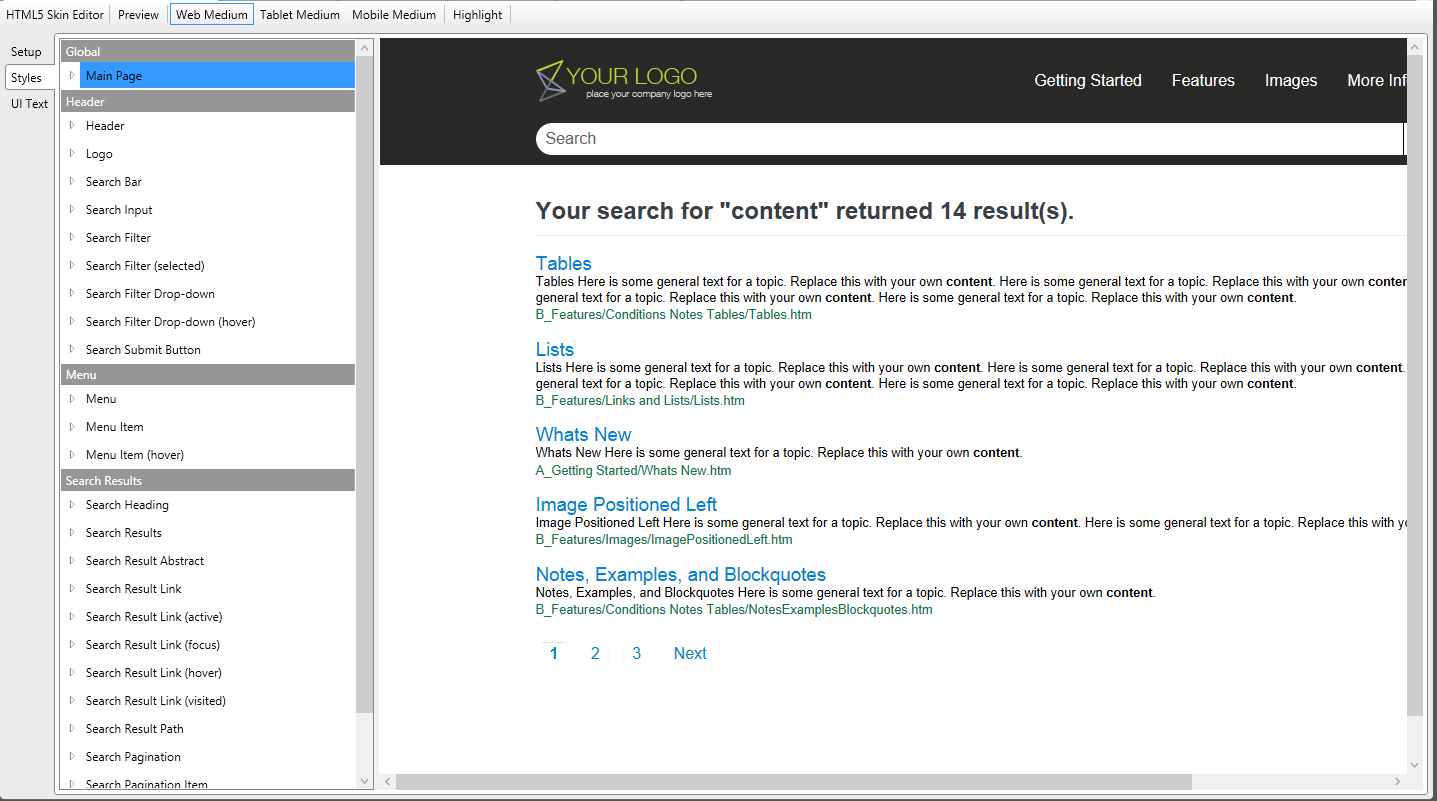 HTML5 Skin Editor Preview Web Medium Tablet Medium Mobile Medium Highlight
Setup
Styles
UI Text
Global
Main Page
Header
Header
Logo
Search Bar
Search Input
Search Filter
Search Filter (selected)
Search Filter Drop-down
Search Filter Drop-down (hover)
Search Submit Button
Menu
Menu
Menu Item
Menu Item (hover)
Search Results
Search Heading
Search Results
Search Result Abstract
Search Result Link
Search Result Link (active)
Search Result Link (focus)
Search Result Link (hover)
Search Result Link (visited)
Search Result Path
Search Pagination
Search Pagination Item
YOUR LOGO
place your company logo here
Getting Started Features Images More Inf
Search
Your search for "content" returned 14 result(s).
Tables
Tables Here is some general text for a topic. Replace this with your own content. Here is some general text for a topic. Replace this with your own conter
general text for a topic. Replace this with your own content. Here is some general text for a topic. Replace this with your own content.
B_Features/Conditions Notes Tables/Tables.htm
Lists
Lists Here is some general text for a topic. Replace this with your own content. Here is some general text for a topic. Replace this with your own content.
general text for a topic. Replace this with your own content. Here is some general text for a topic. Replace this with your own content.
B_Features/Links and Lists/Lists.htm
Whats New
Whats New Here is some general text for a topic. Replace this with your own content.
A_Getting Started/Whats New.htm
Image Positioned Left
Image Positioned Left Here is some general text for a topic. Replace this with your own content. Here is some general text for a topic. Replace this with yo
B_Features/Images/ImagePositionedLeft.htm
Notes, Examples, and Blockquotes
Notes, Examples, and Blockquotes Here is some general text for a topic. Replace this with your own content.
B_Features/Conditions Notes Tables/NotesExamplesBlockquotes.htm
1 2 3 Next